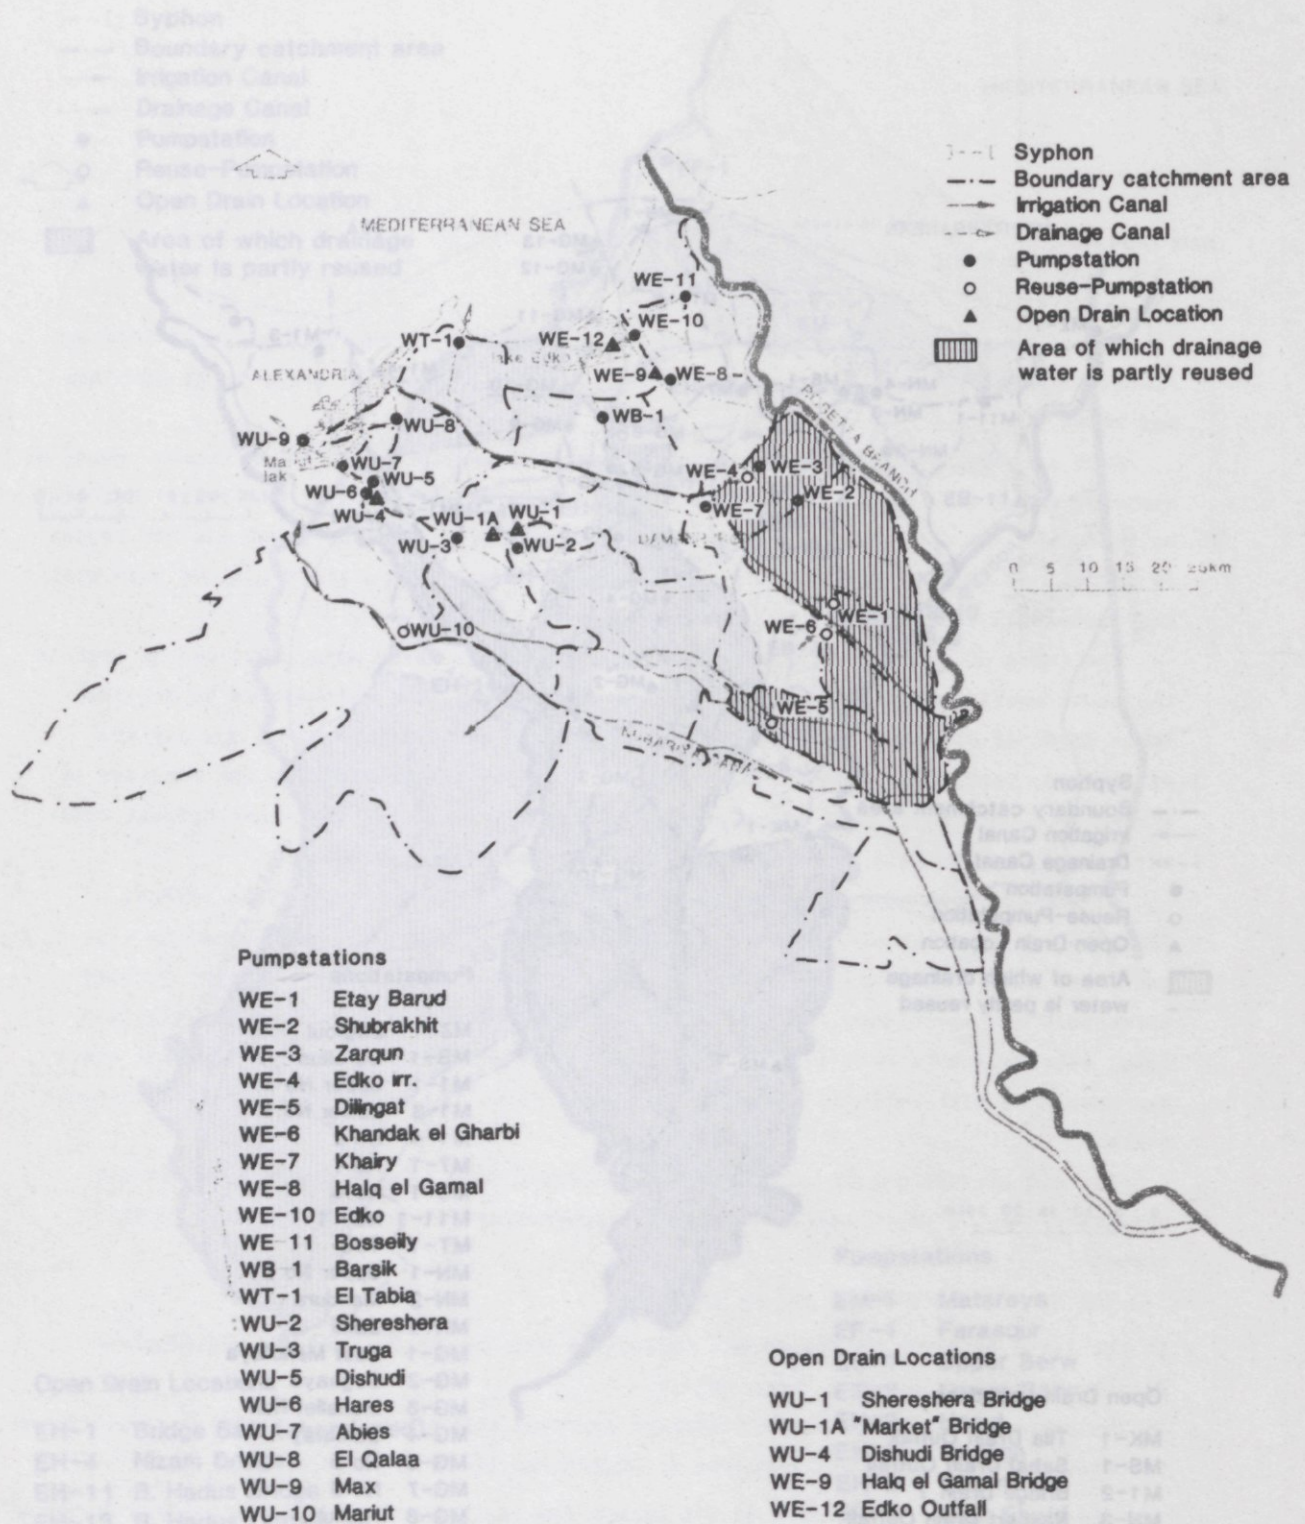 Syphon
Boundary catchment area
Irrigation Canal
Drainage Canal
Pumpstation
Reuse-Pumpstation
Open Drain Location
Area of which drainage
water is partly reused
MEDITERRANEAN SEA
WE-11
WE-10
WT-1
WE-12
lake Edko
ALEXANDRIA
WE-9
WE-8
WU-8
WB-1
WU-9
Ma
lak
WU-7
WU-5
WU-6
WU-4
WE-4
WE-3
WE-2
WE-7
WU-1A
WU-1
WU-3
WU-2
ROSETTA BRANCH
0 5 10 15 20 25km
WE-1
WU-10
WE-6
WE-5
NUBARIYA CANAL
Pumpstations
WE-1 Etay Barud
WE-2 Shubrakhit
WE-3 Zarqun
WE-4 Edko irr.
WE-5 Dilingat
WE-6 Khandak el Gharbi
WE-7 Khairy
WE-8 Halq el Gamal
WE-10 Edko
WE-11 Bosseily
WB-1 Barsik
WT-1 El Tabia
WU-2 Shereshera
WU-3 Truga
WU-5 Dishudi
WU-6 Hares
WU-7 Abies
WU-8 El Qalaa
WU-9 Max
WU-10 Mariut
Open Drain Locations
WU-1 Shereshera Bridge
WU-1A "Market" Bridge
WU-4 Dishudi Bridge
WE-9 Halq el Gamal Bridge
WE-12 Edko Outfall